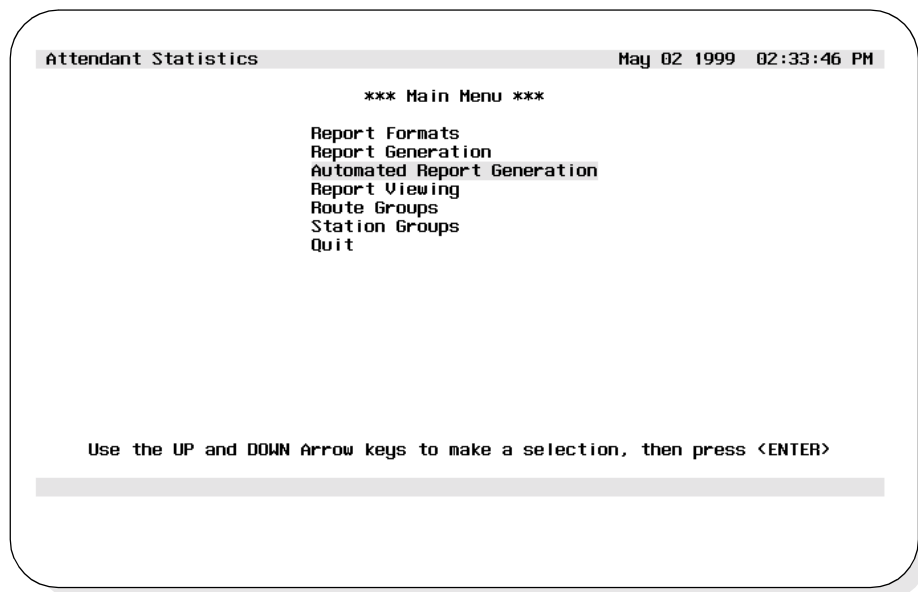 Attendant Statistics May 02 1999 02:33:46 PM
*** Main Menu ***
Report Formats
Report Generation
Automated Report Generation
Report Viewing
Route Groups
Station Groups
Quit
Use the UP and DOWN Arrow keys to make a selection, then press <ENTER>